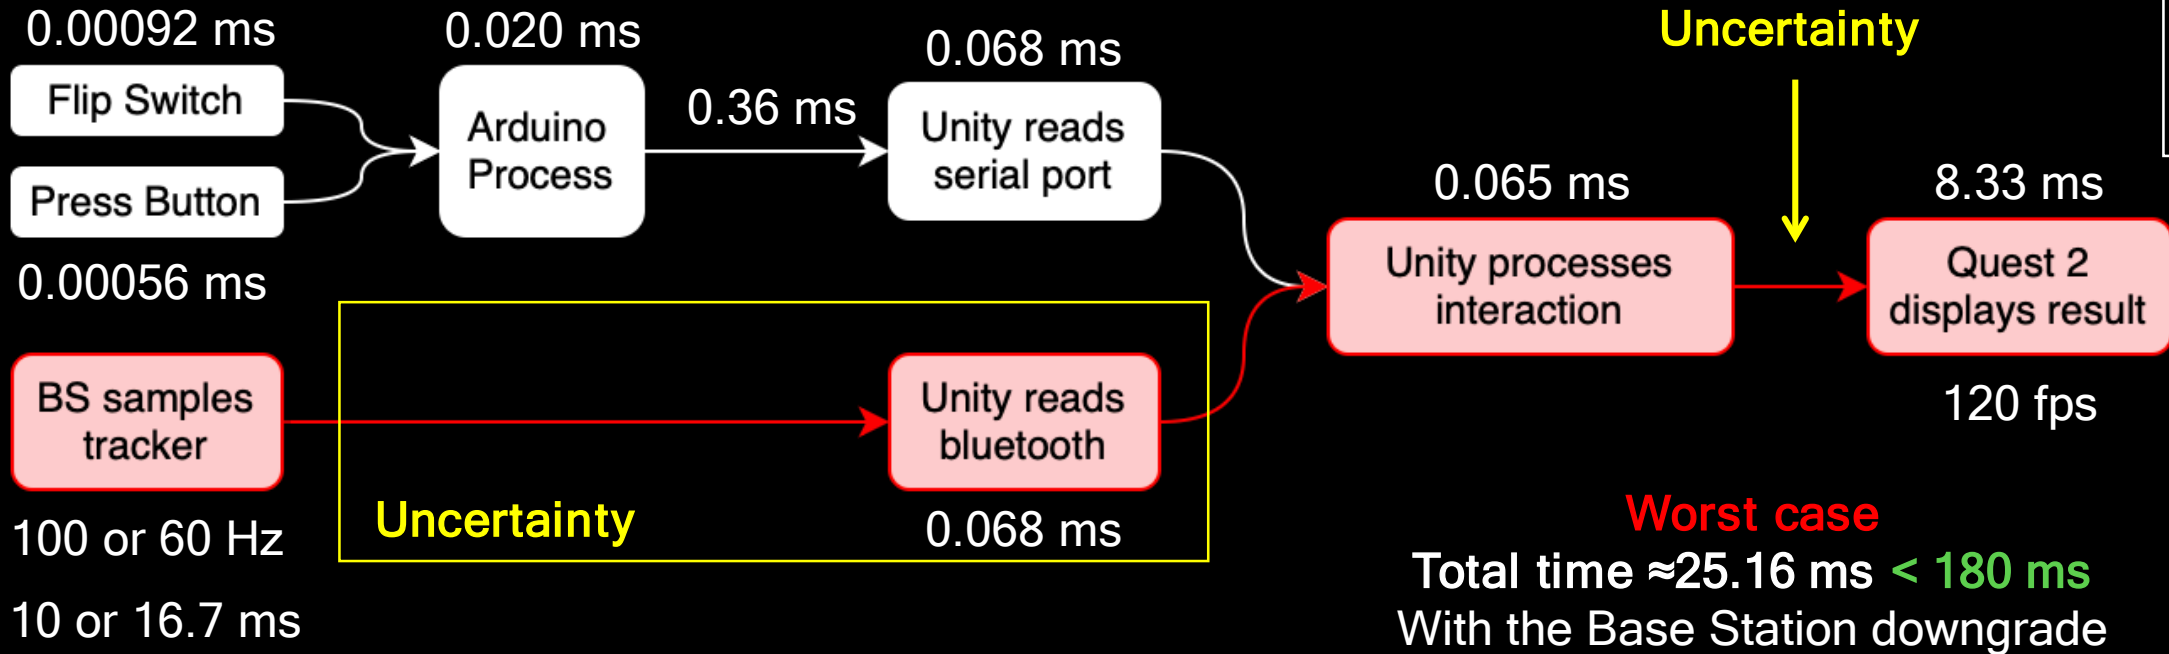 0.00092 ms
Flip Switch
Press Button
0.00056 ms
0.020 ms
Arduino
Process
0.36 ms
0.068 ms
Unity reads
serial port
BS samples
tracker
100 or 60 Hz
10 or 16.7 ms
Uncertainty
Unity reads
bluetooth
0.068 ms
0.065 ms
Unity processes
interaction
Uncertainty
8.33 ms
Quest 2
displays result
120 fps
Worst case
Total time ≈25.16 ms < 180 ms
With the Base Station downgrade